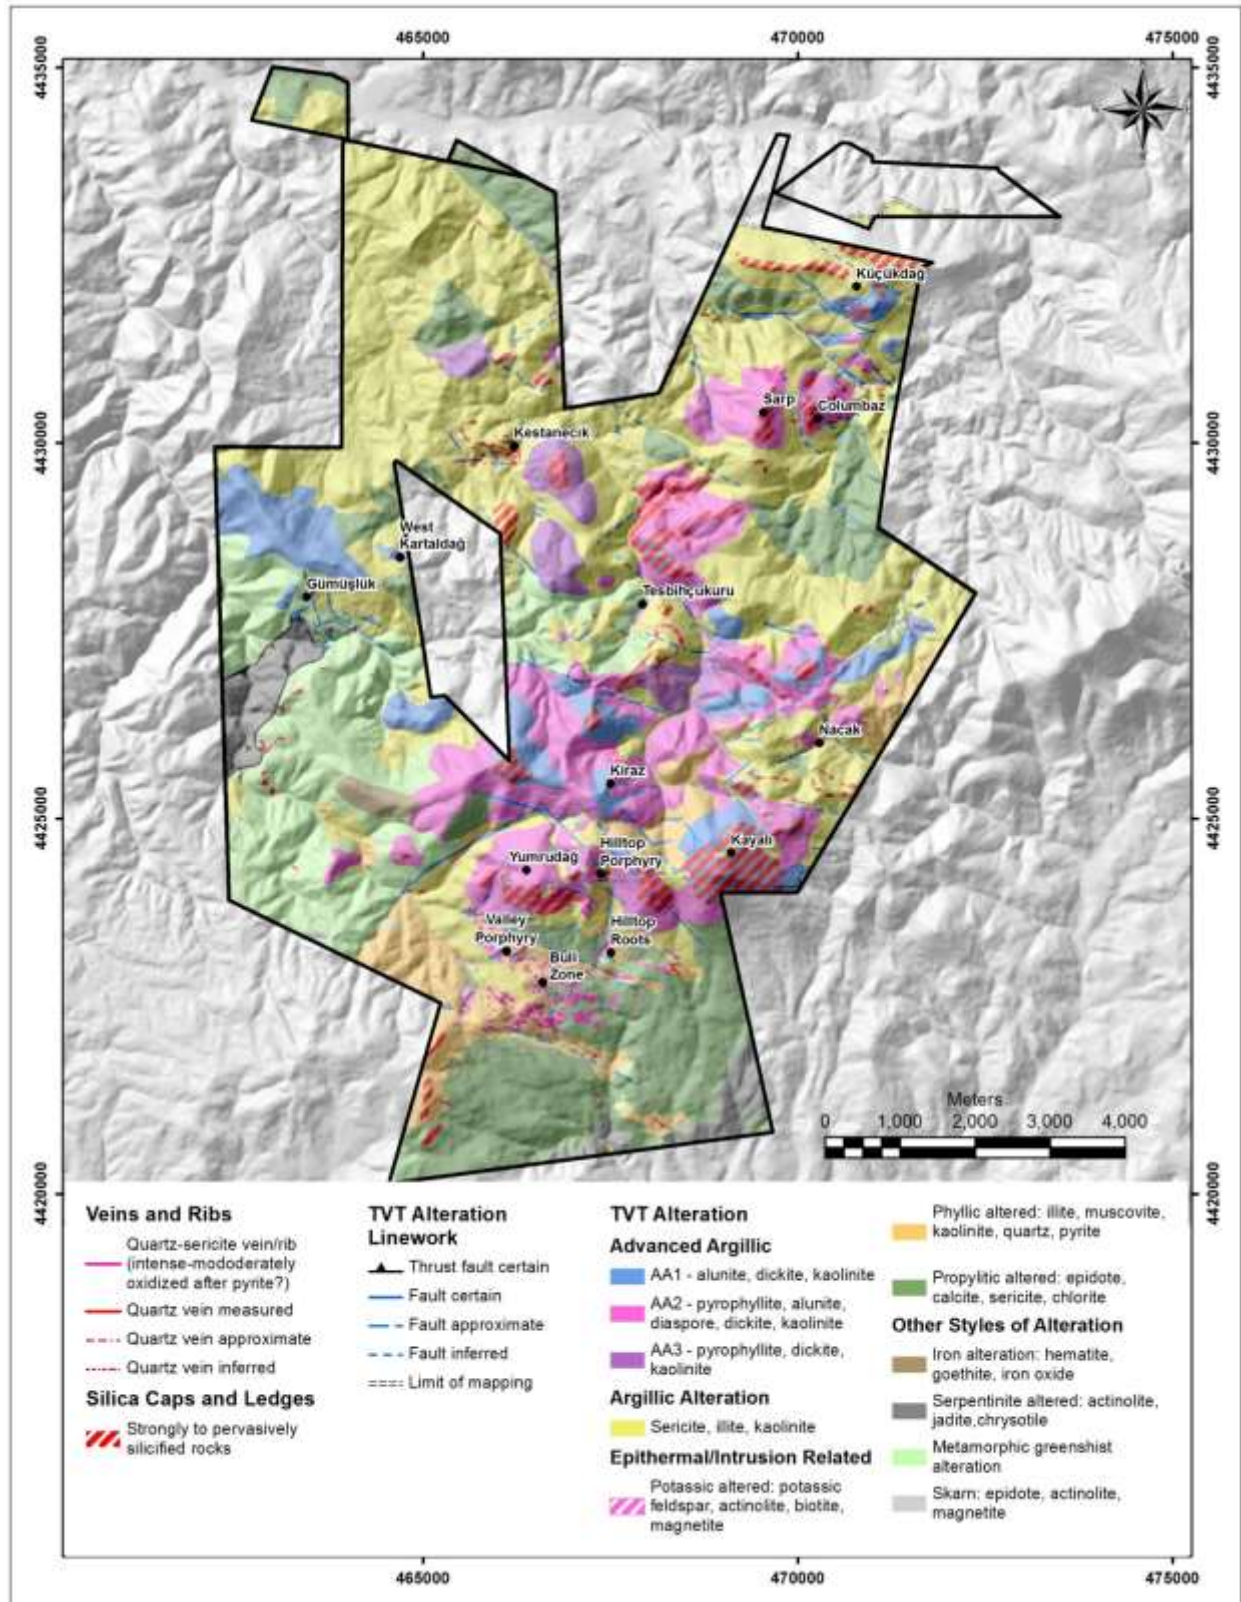 465000
470000
475000
4435000
4435000
Küçükdağ
Sarp
Columbaz
4430000
4430000
Kestanecik
West
Kartaldağ
Gümüşlük
Tesbihçukuru
Naçak
Kiraz
4425000
4425000
Hilltop
Porphyry
Kayalı
Yumrudağ
Valley
Porphyry
Hilltop
Roots
Bull
Zone
Meters
0 1,000 2,000 3,000 4,000
4420000
4420000
Veins and Ribs
Quartz-sericite vein/rib
(intense-mododerately
oxidized after pyrite?)
Quartz vein measured
Quartz vein approximate
Quartz vein inferred
Silica Caps and Ledges
Strongly to pervasively
silicified rocks
TVT Alteration
Linework
Thrust fault certain
Fault certain
Fault approximate
Fault inferred
Limit of mapping
TVT Alteration
Advanced Argillic
AA1 - alunite, dickite, kaolinite
AA2 - pyrophyllite, alunite,
diaspore, dickite, kaolinite
AA3 - pyrophyllite, dickite,
kaolinite
Argillic Alteration
Sericite, illite, kaolinite
Epithermal/Intrusion Related
Potassic altered: potassic
feldspar, actinolite, biotite,
magnetite
Phyllic altered: illite, muscovite,
kaolinite, quartz, pyrite
Propylitic altered: epidote,
calcite, sericite, chlorite
Other Styles of Alteration
Iron alteration: hematite,
goethite, iron oxide
Serpentinite altered: actinolite,
jadite,chrysotile
Metamorphic greenshist
alteration
Skarn: epidote, actinolite,
magnetite
465000
470000
475000